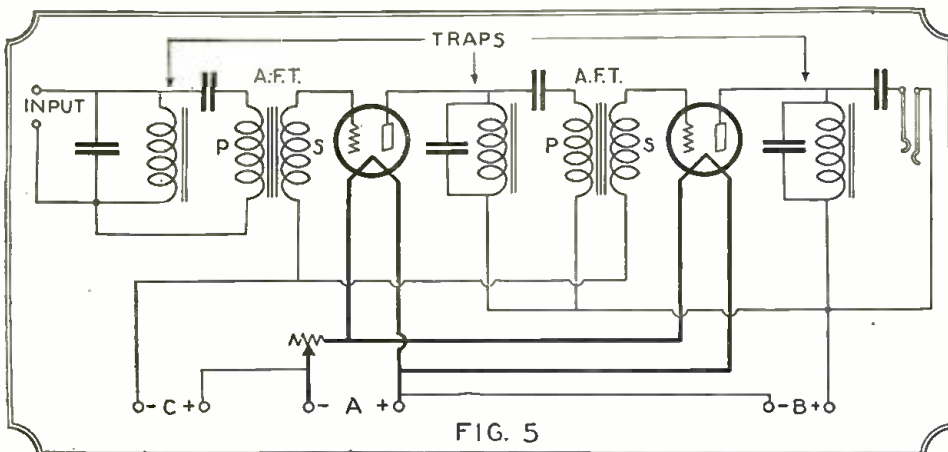 TRAPS
A.F.T.
A.F.T.
INPUT
P
S
P
S
- C +
- A +
- B +
FIG. 5